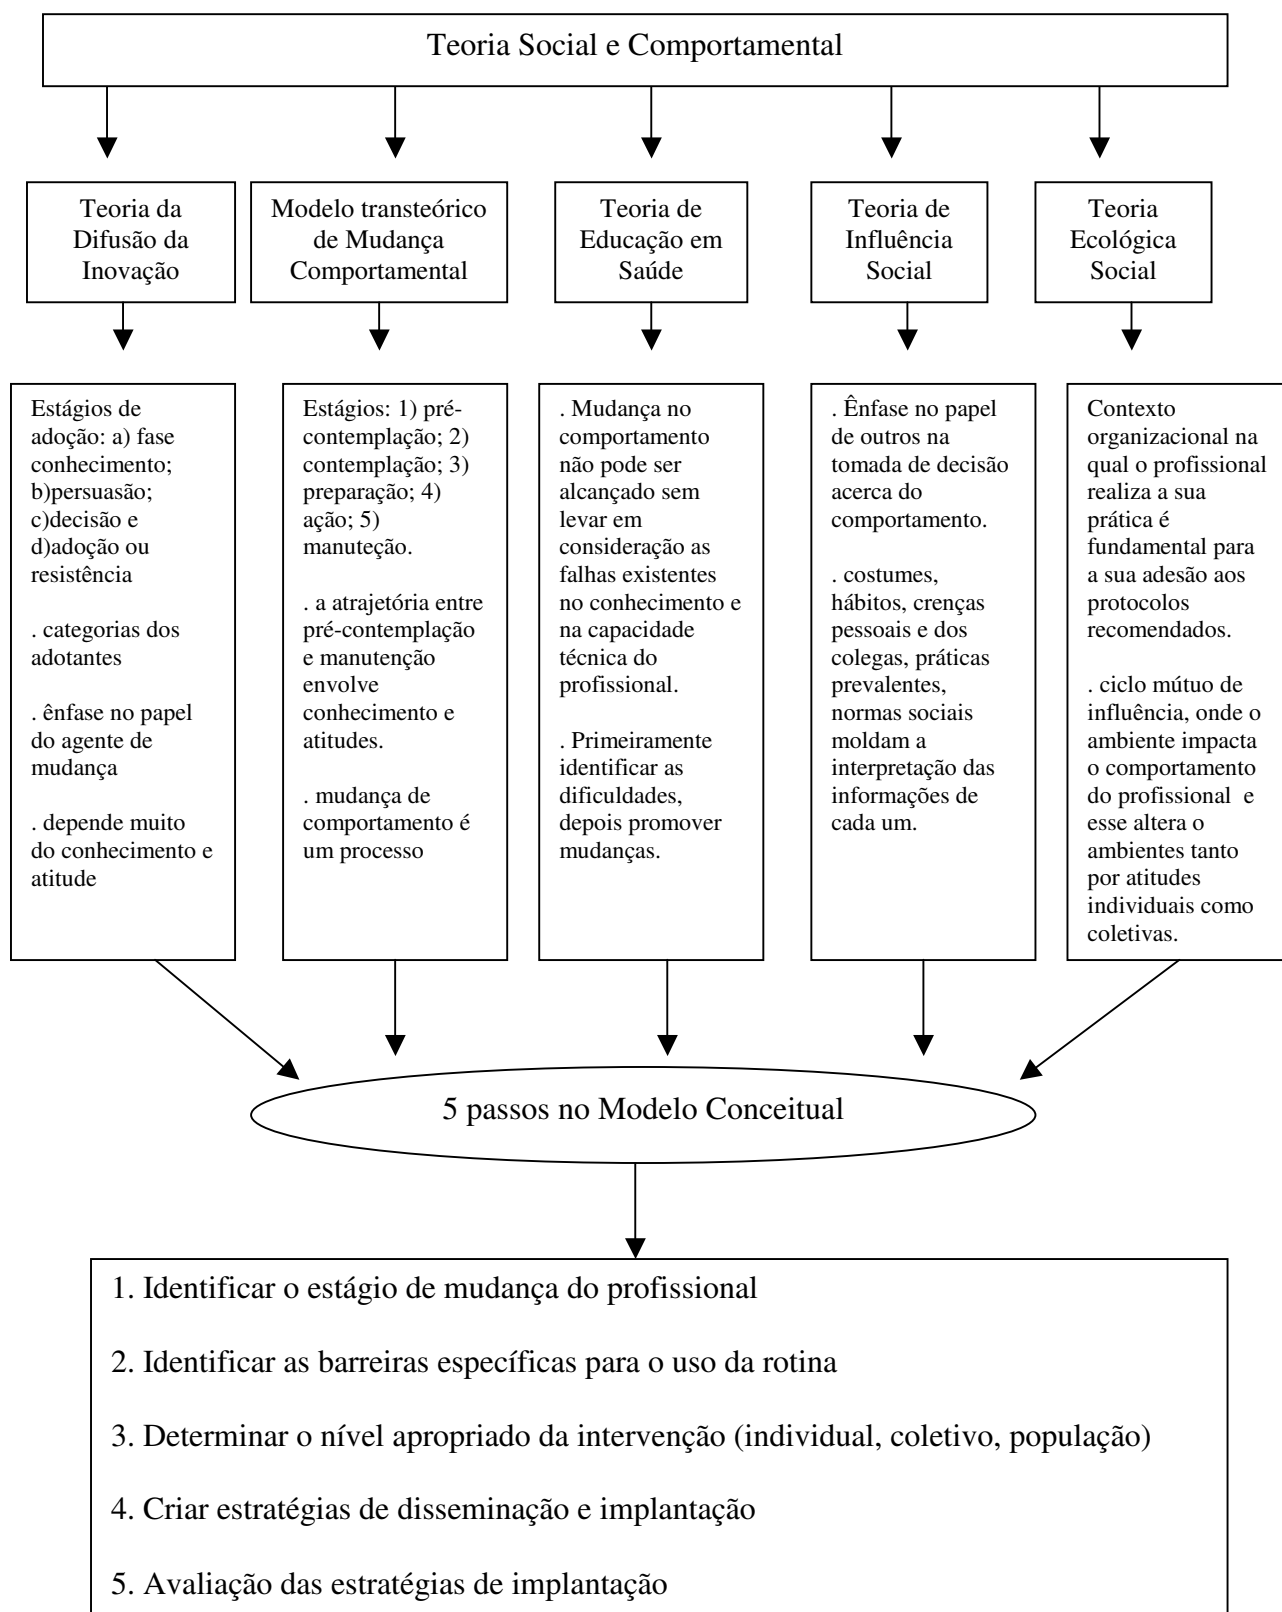 Teoria Social e Comportamental
Teoria da
Difusão da
Inovação
Modelo transteórico
de Mudança
Comportamental
Teoria de
Educação em
Saúde
Teoria de
Influência
Social
Teoria
Ecológica
Social
Estágios de
adoção: a) fase
conhecimento;
b)persuasão;
c)decisão e
d)adoção ou
resistência
. categorias dos
adotantes
. ênfase no papel
do agente de
mudança
. depende muito
do conhecimento e
atitude
Estágios: 1) pré-
contemplação; 2)
contemplação; 3)
preparação; 4)
ação; 5)
manuteção.
. a atrajetória entre
pré-contemplação
e manutenção
envolve
conhecimento e
atitudes.
. mudança de
comportamento é
um processo
. Mudança no
comportamento
não pode ser
alcançado sem
levar em
consideração as
falhas existentes
no conhecimento e
na capacidade
técnica do
profissional.
. Primeiramente
identificar as
dificuldades,
depois promover
mudanças.
. Ênfase no papel
de outros na
tomada de decisão
acerca do
comportamento.
. costumes,
hábitos, crenças
pessoais e dos
colegas, práticas
prevalentes,
normas sociais
moldam a
interpretação das
informações de
cada um.
Contexto
organizacional na
qual o profissional
realiza a sua
prática é
fundamental para
a sua adesão aos
protocolos
recomendados.
. ciclo mútuo de
influência, onde o
ambiente impacta
o comportamento
do profissional  e
esse altera o
ambientes tanto
por atitudes
individuais como
coletivas.
5 passos no Modelo Conceitual
1. Identificar o estágio de mudança do profissional
2. Identificar as barreiras específicas para o uso da rotina
3. Determinar o nível apropriado da intervenção (individual, coletivo, população)
4. Criar estratégias de disseminação e implantação
5. Avaliação das estratégias de implantação